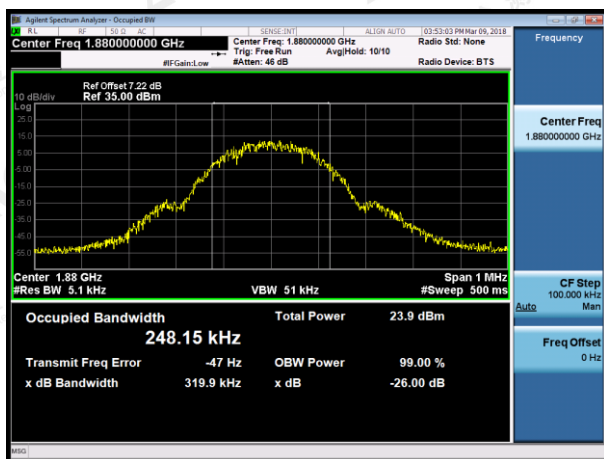 Agilent Spectrum Analyzer - Occupied BW
RL RF 50 Ω AC SENSE:INT ALIGN AUTO 03:53:03 PM Mar 09, 2018
Center Freq 1.880000000 GHz
Center Freq: 1.880000000 GHz
Radio Std: None
Trig: Free Run Avg|Hold: 10/10
#IFGain:Low #Atten: 46 dB Radio Device: BTS
Ref Offset 7.22 dB
10 dB/div Ref 35.00 dBm
Log
25.0
15.0
5.00
-5.00
-15.0
-25.0
-35.0
-45.0
-55.0
Center 1.88 GHz Span 1 MHz
#Res BW 5.1 kHz VBW 51 kHz #Sweep 500 ms
Occupied Bandwidth Total Power 23.9 dBm
248.15 kHz
Transmit Freq Error -47 Hz OBW Power 99.00 %
x dB Bandwidth 319.9 kHz x dB -26.00 dB
MSG
Frequency
Center Freq
1.880000000 GHz
CF Step
100.000 kHz
Auto Man
Freq Offset
0 Hz